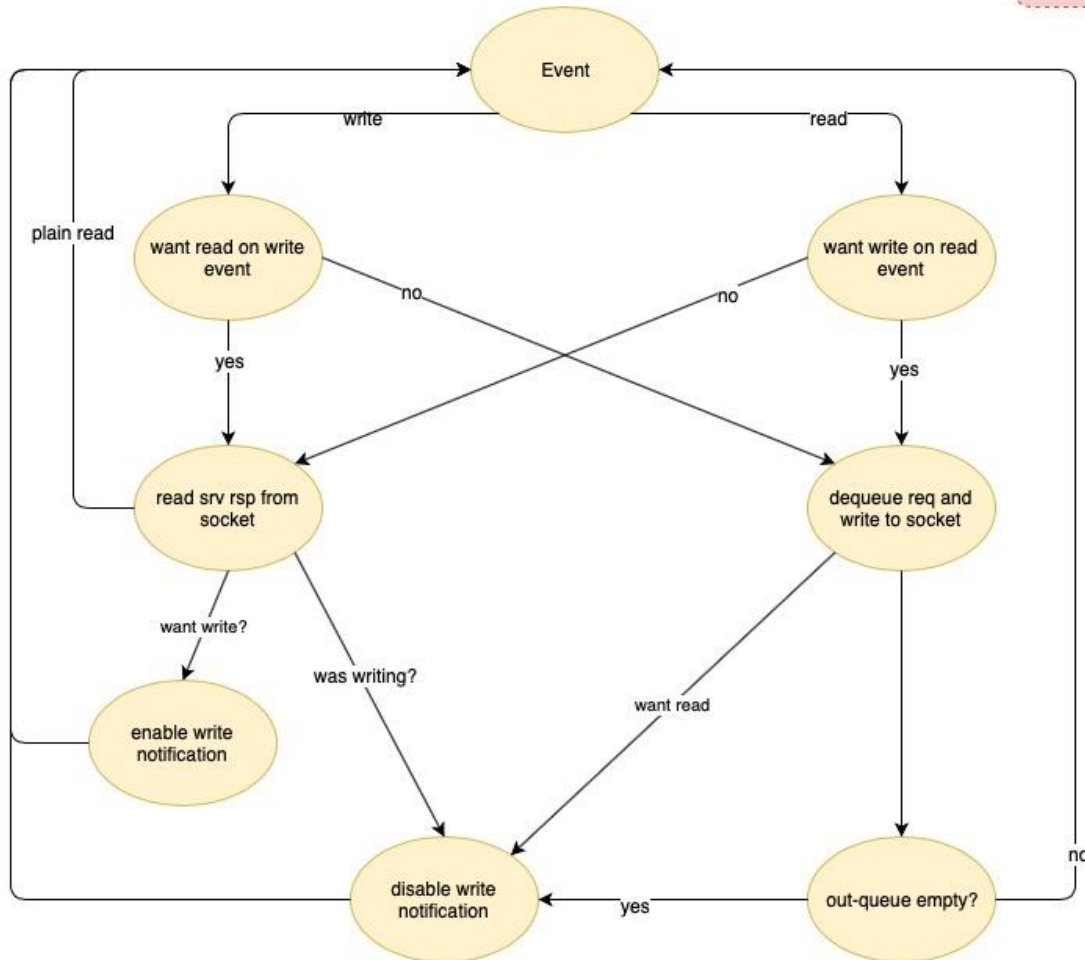 Event
write
read
plain read
want read on write
event
want write on read
event
no
no
yes
yes
read srv rsp from
socket
dequeue req and
write to socket
want write?
was writing?
want read
enable write
notification
no
disable write
notification
yes
out-queue empty?